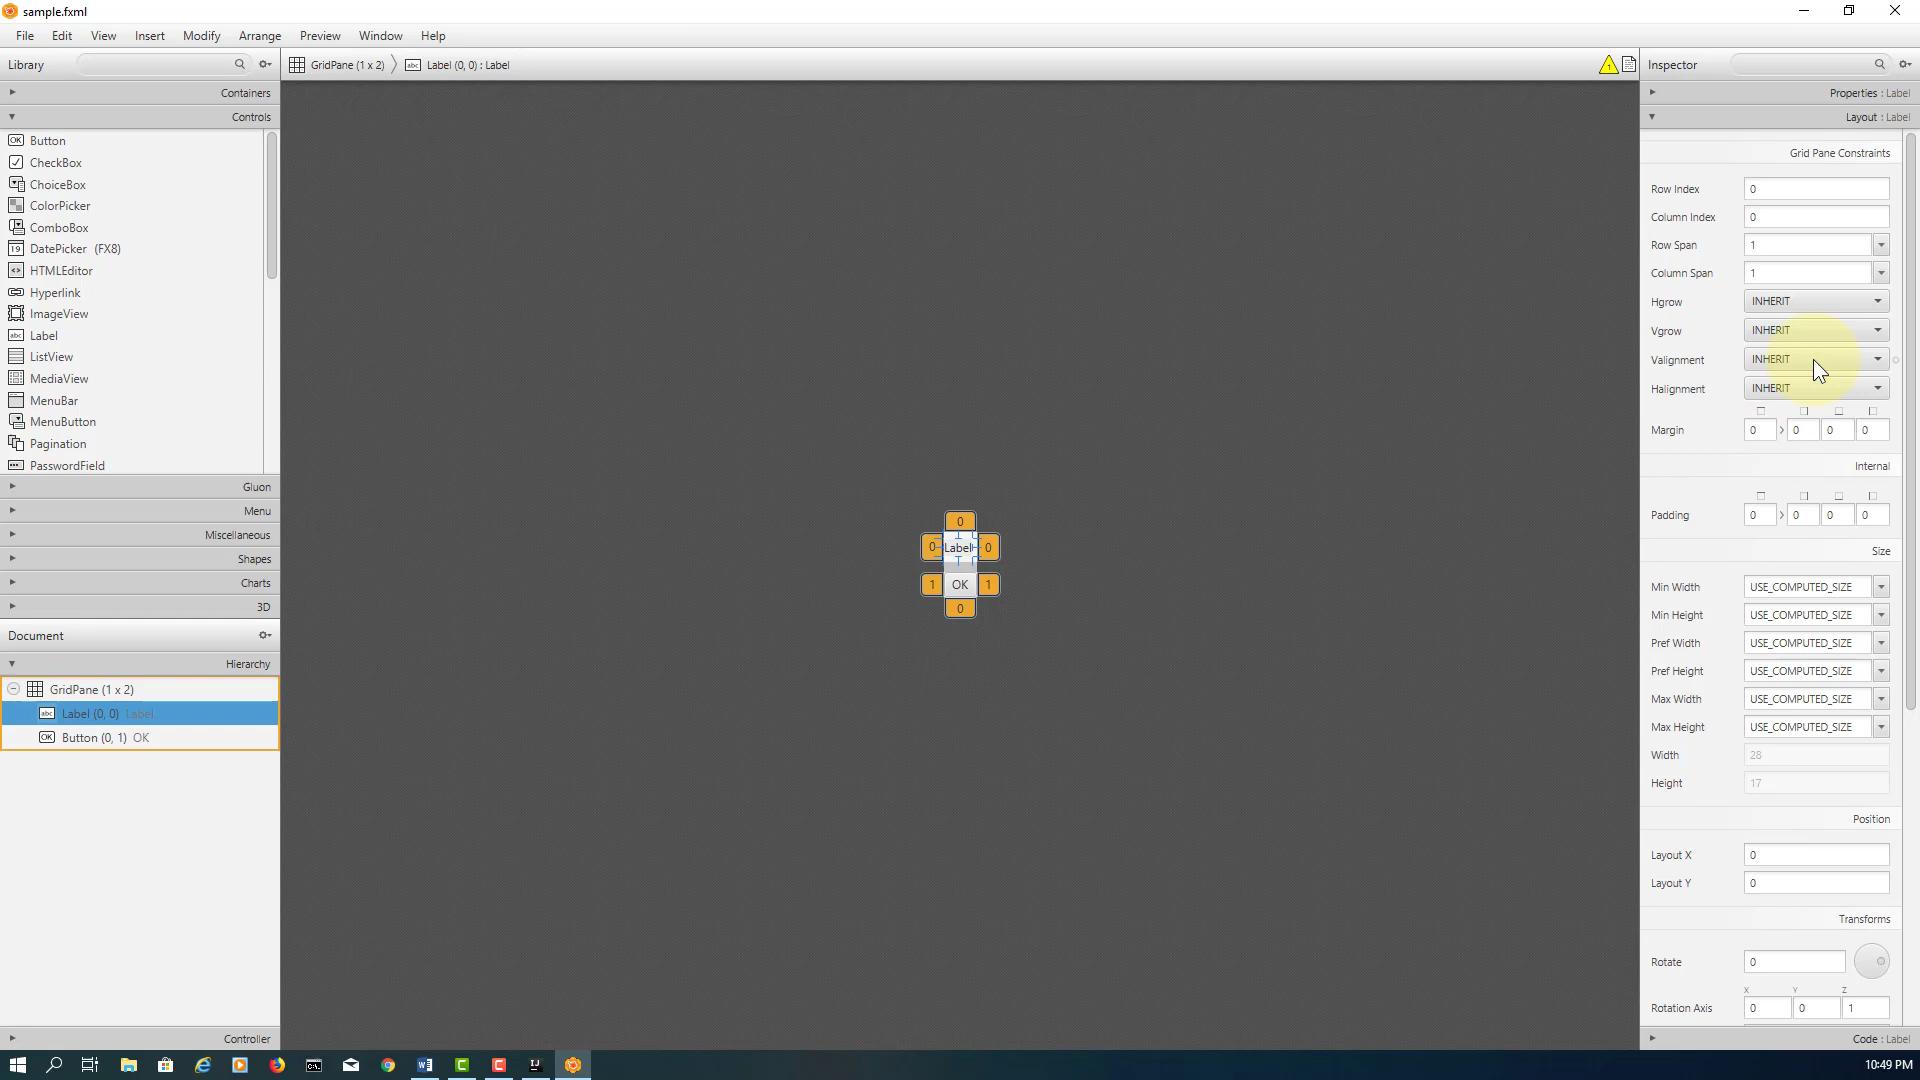 sample.fxml
File Edit View Insert Modify Arrange Preview Window Help
Library
GridPane (1 x 2) Label (0, 0) : Label
1
Inspector
Containers
Controls
Button
CheckBox
ChoiceBox
ColorPicker
ComboBox
DatePicker (FX8)
HTMLEditor
Hyperlink
ImageView
Label
ListView
MediaView
MenuBar
MenuButton
Pagination
PasswordField
Gluon
Menu
Miscellaneous
Shapes
Charts
3D
Document
Hierarchy
GridPane (1 x 2)
Label (0, 0) Label
Button (0, 1) OK
Controller
0
0 Label 0
1 OK 1
0
Properties : Label
Layout : Label
Grid Pane Constraints
Row Index 0
Column Index 0
Row Span 1
Column Span 1
Hgrow INHERIT
Vgrow INHERIT
Valignment INHERIT
Halignment INHERIT
Margin 0 0 0 0
Internal
Padding 0 0 0 0
Size
Min Width USE_COMPUTED_SIZE
Min Height USE_COMPUTED_SIZE
Pref Width USE_COMPUTED_SIZE
Pref Height USE_COMPUTED_SIZE
Max Width USE_COMPUTED_SIZE
Max Height USE_COMPUTED_SIZE
Width 28
Height 17
Position
Layout X 0
Layout Y 0
Transforms
Rotate 0
X Y Z
Rotation Axis 0 0 1
Code : Label
10:49 PM